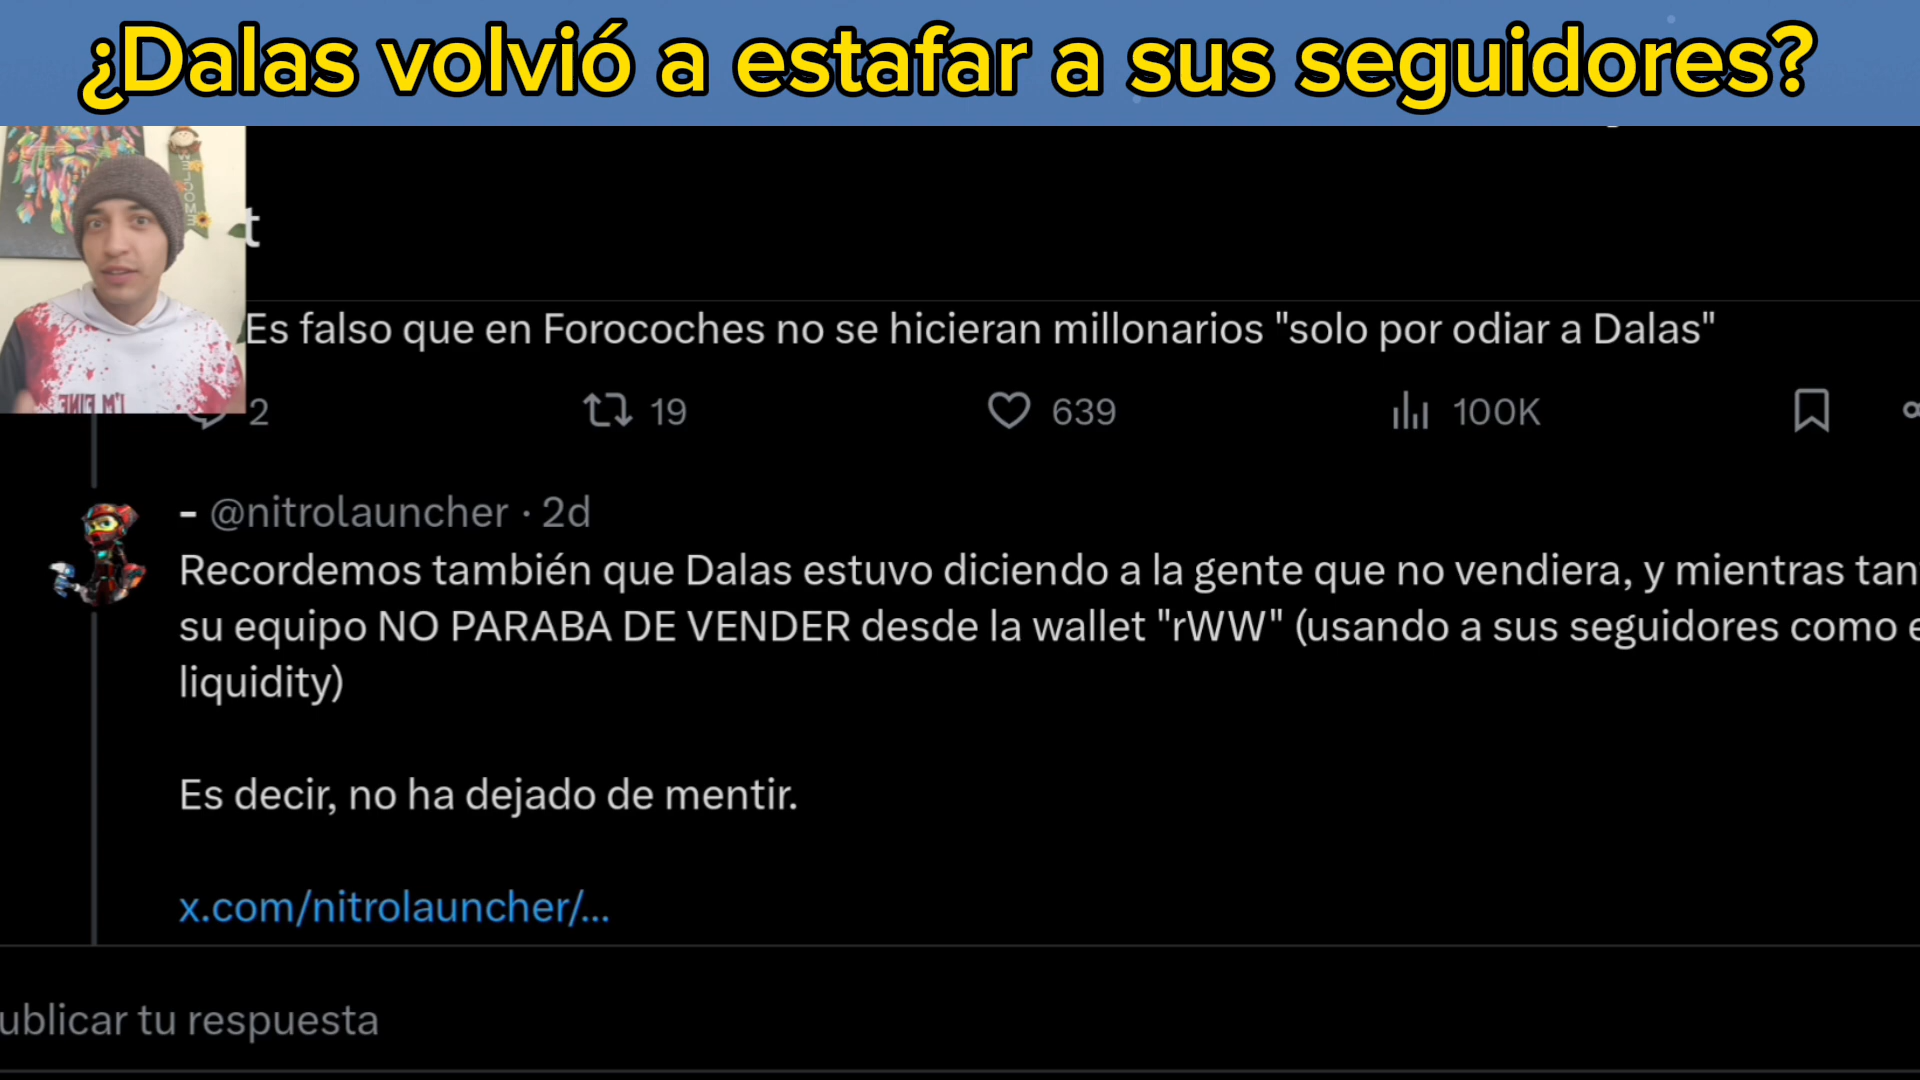 ¿Dalas volvió a estafar a sus seguidores?
WELCOME
t
Es falso que en Forocoches no se hicieran millonarios "solo por odiar a Dalas"
2 19 639 100K
- @nitrolauncher · 2d
Recordemos también que Dalas estuvo diciendo a la gente que no vendiera, y mientras tan
su equipo NO PARABA DE VENDER desde la wallet "rWW" (usando a sus seguidores como e
liquidity)
Es decir, no ha dejado de mentir.
x.com/nitrolauncher/...
ublicar tu respuesta